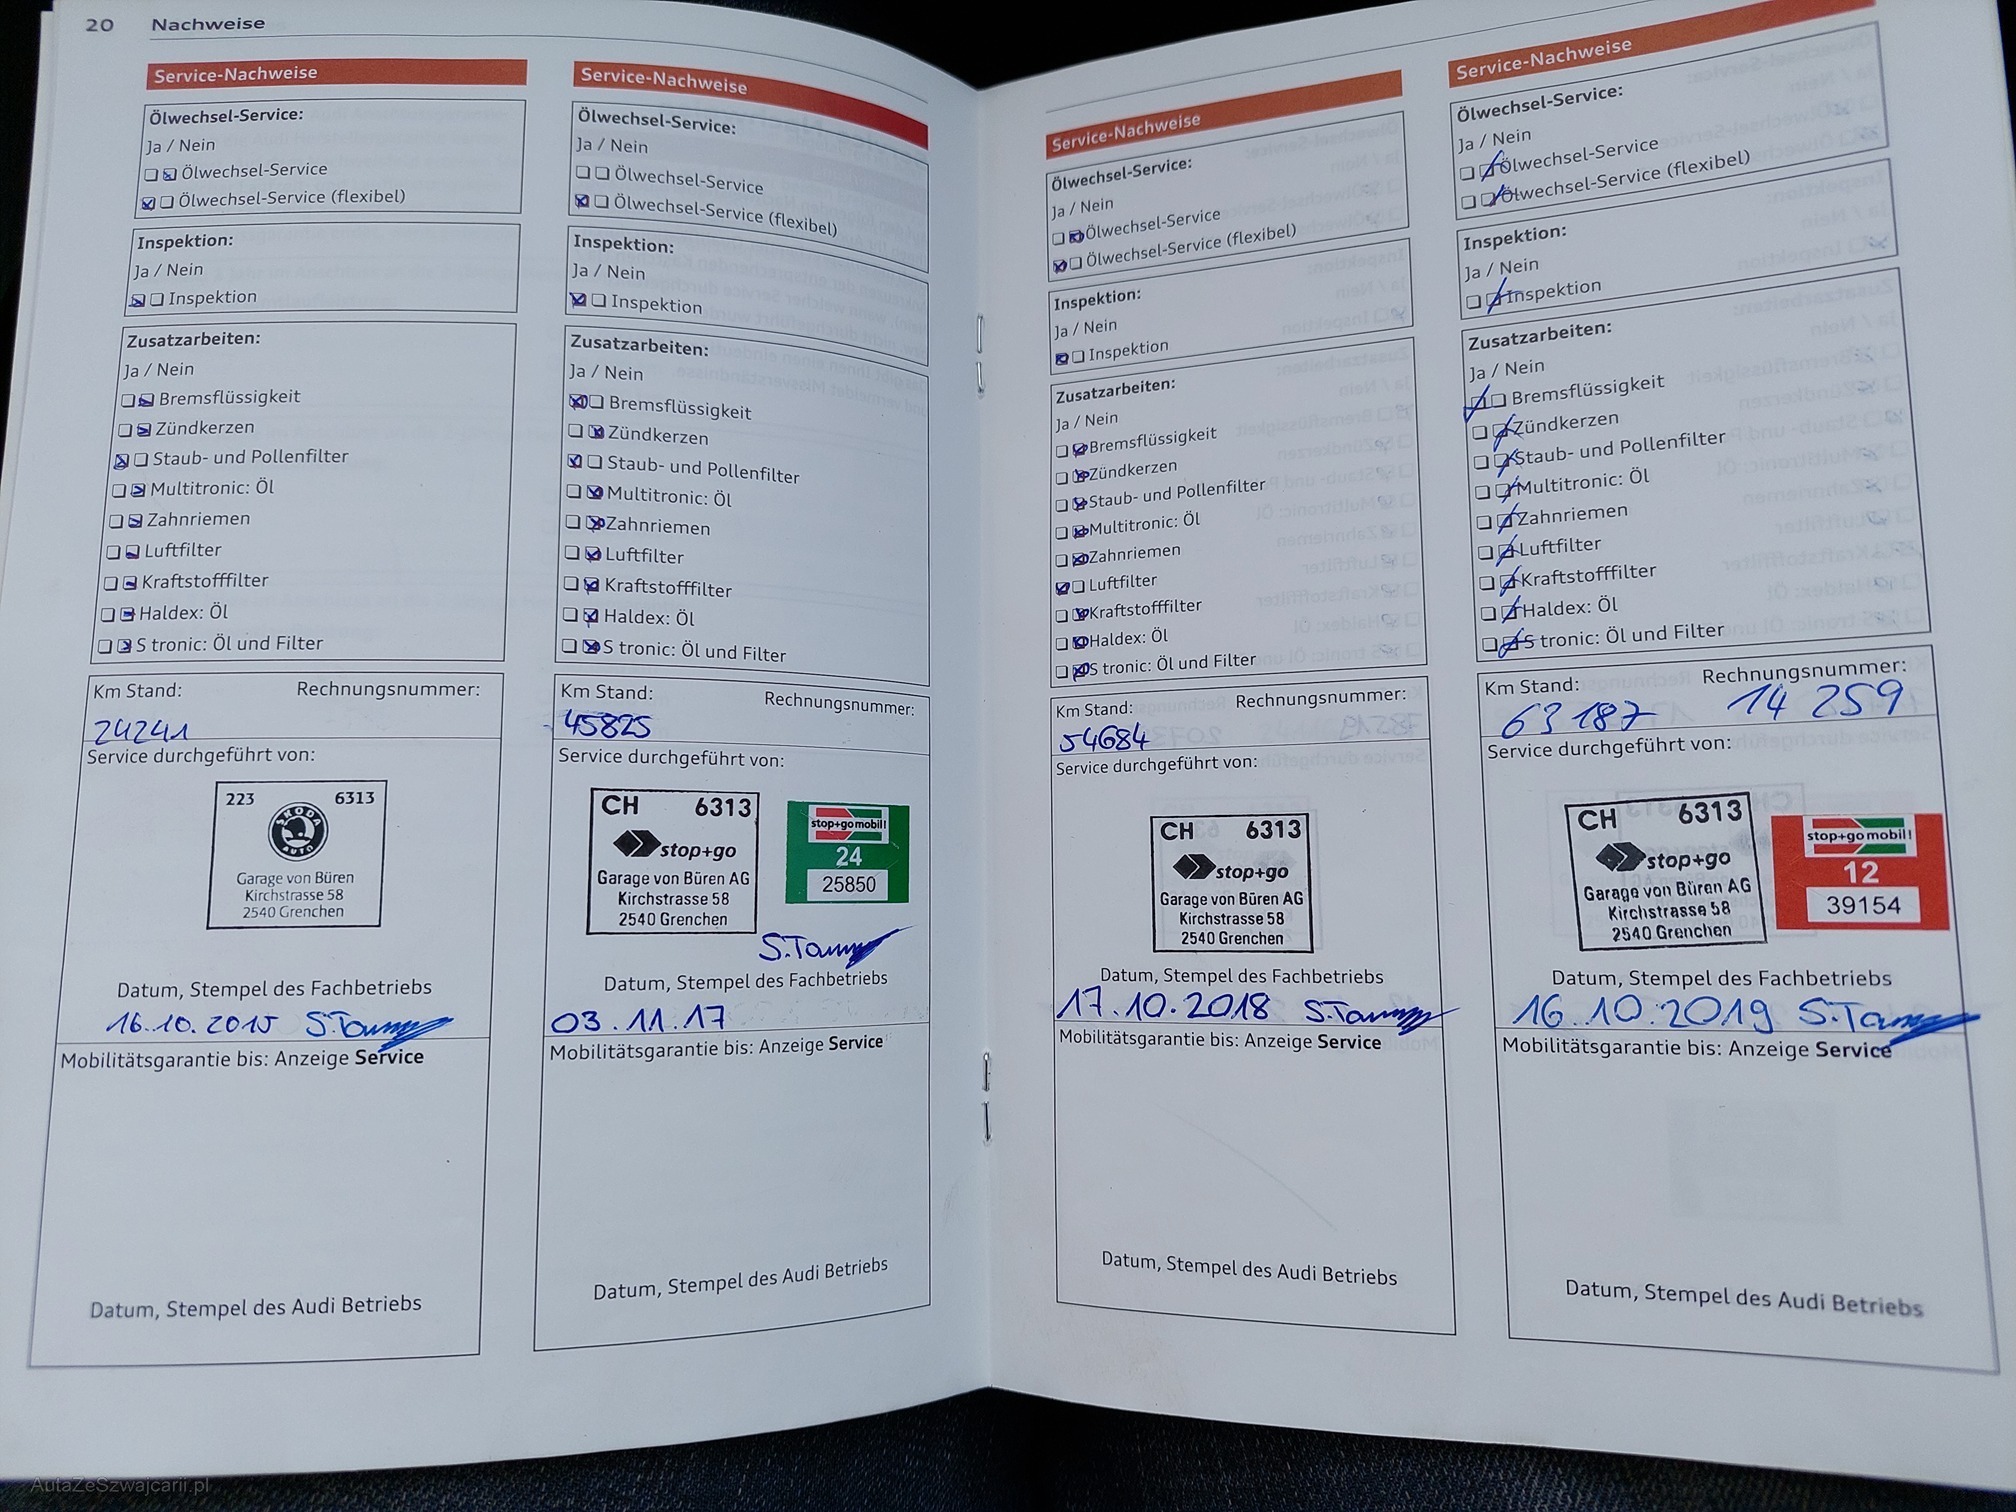 20 Nachweise
Service-Nachweise
Ölwechsel-Service:
Ja / Nein
Ölwechsel-Service
Ölwechsel-Service (flexibel)
Inspektion:
Ja / Nein
Inspektion
Zusatzarbeiten:
Ja / Nein
Bremsflüssigkeit
Zündkerzen
Staub- und Pollenfilter
Multitronic: Öl
Zahnriemen
Luftfilter
Kraftstofffilter
Haldex: Öl
S tronic: Öl und Filter
Km Stand: Rechnungsnummer:
24241
Service durchgeführt von:
223 6313
SKODA
AUTO
Garage von Büren
Kirchstrasse 58
2540 Grenchen
Datum, Stempel des Fachbetriebs
16.10.2015
Mobilitätsgarantie bis: Anzeige Service
Datum, Stempel des Audi Betriebs
Service-Nachweise
Ölwechsel-Service:
Ja / Nein
Ölwechsel-Service
Ölwechsel-Service (flexibel)
Inspektion:
Ja / Nein
Inspektion
Zusatzarbeiten:
Ja / Nein
Bremsflüssigkeit
Zündkerzen
Staub- und Pollenfilter
Multitronic: Öl
Zahnriemen
Luftfilter
Kraftstofffilter
Haldex: Öl
S tronic: Öl und Filter
Km Stand: Rechnungsnummer:
45825
Service durchgeführt von:
CH 6313
stop+go
Garage von Büren AG
Kirchstrasse 58
2540 Grenchen
stop+go mobil!
24
25850
Datum, Stempel des Fachbetriebs
03.11.17
Mobilitätsgarantie bis: Anzeige Service
Datum, Stempel des Audi Betriebs
Service-Nachweise
Ölwechsel-Service:
Ja / Nein
Ölwechsel-Service
Ölwechsel-Service (flexibel)
Inspektion:
Ja / Nein
Inspektion
Zusatzarbeiten:
Ja / Nein
Bremsflüssigkeit
Zündkerzen
Staub- und Pollenfilter
Multitronic: Öl
Zahnriemen
Luftfilter
Kraftstofffilter
Haldex: Öl
S tronic: Öl und Filter
Km Stand: Rechnungsnummer:
54684
Service durchgeführt von:
CH 6313
stop+go
Garage von Büren AG
Kirchstrasse 58
2540 Grenchen
Datum, Stempel des Fachbetriebs
17.10.2018
Mobilitätsgarantie bis: Anzeige Service
Datum, Stempel des Audi Betriebs
Service-Nachweise
Ölwechsel-Service:
Ja / Nein
Ölwechsel-Service
Ölwechsel-Service (flexibel)
Inspektion:
Ja / Nein
Inspektion
Zusatzarbeiten:
Ja / Nein
Bremsflüssigkeit
Zündkerzen
Staub- und Pollenfilter
Multitronic: Öl
Zahnriemen
Luftfilter
Kraftstofffilter
Haldex: Öl
S tronic: Öl und Filter
Km Stand: Rechnungsnummer:
63187 14 259
Service durchgeführt von:
CH 6313
stop+go
Garage von Büren AG
Kirchstrasse 58
2540 Grenchen
stop+go mobil!
12
39154
Datum, Stempel des Fachbetriebs
16.10.2019
Mobilitätsgarantie bis: Anzeige Service
Datum, Stempel des Audi Betriebs
AutaZeSzwajcarii.pl